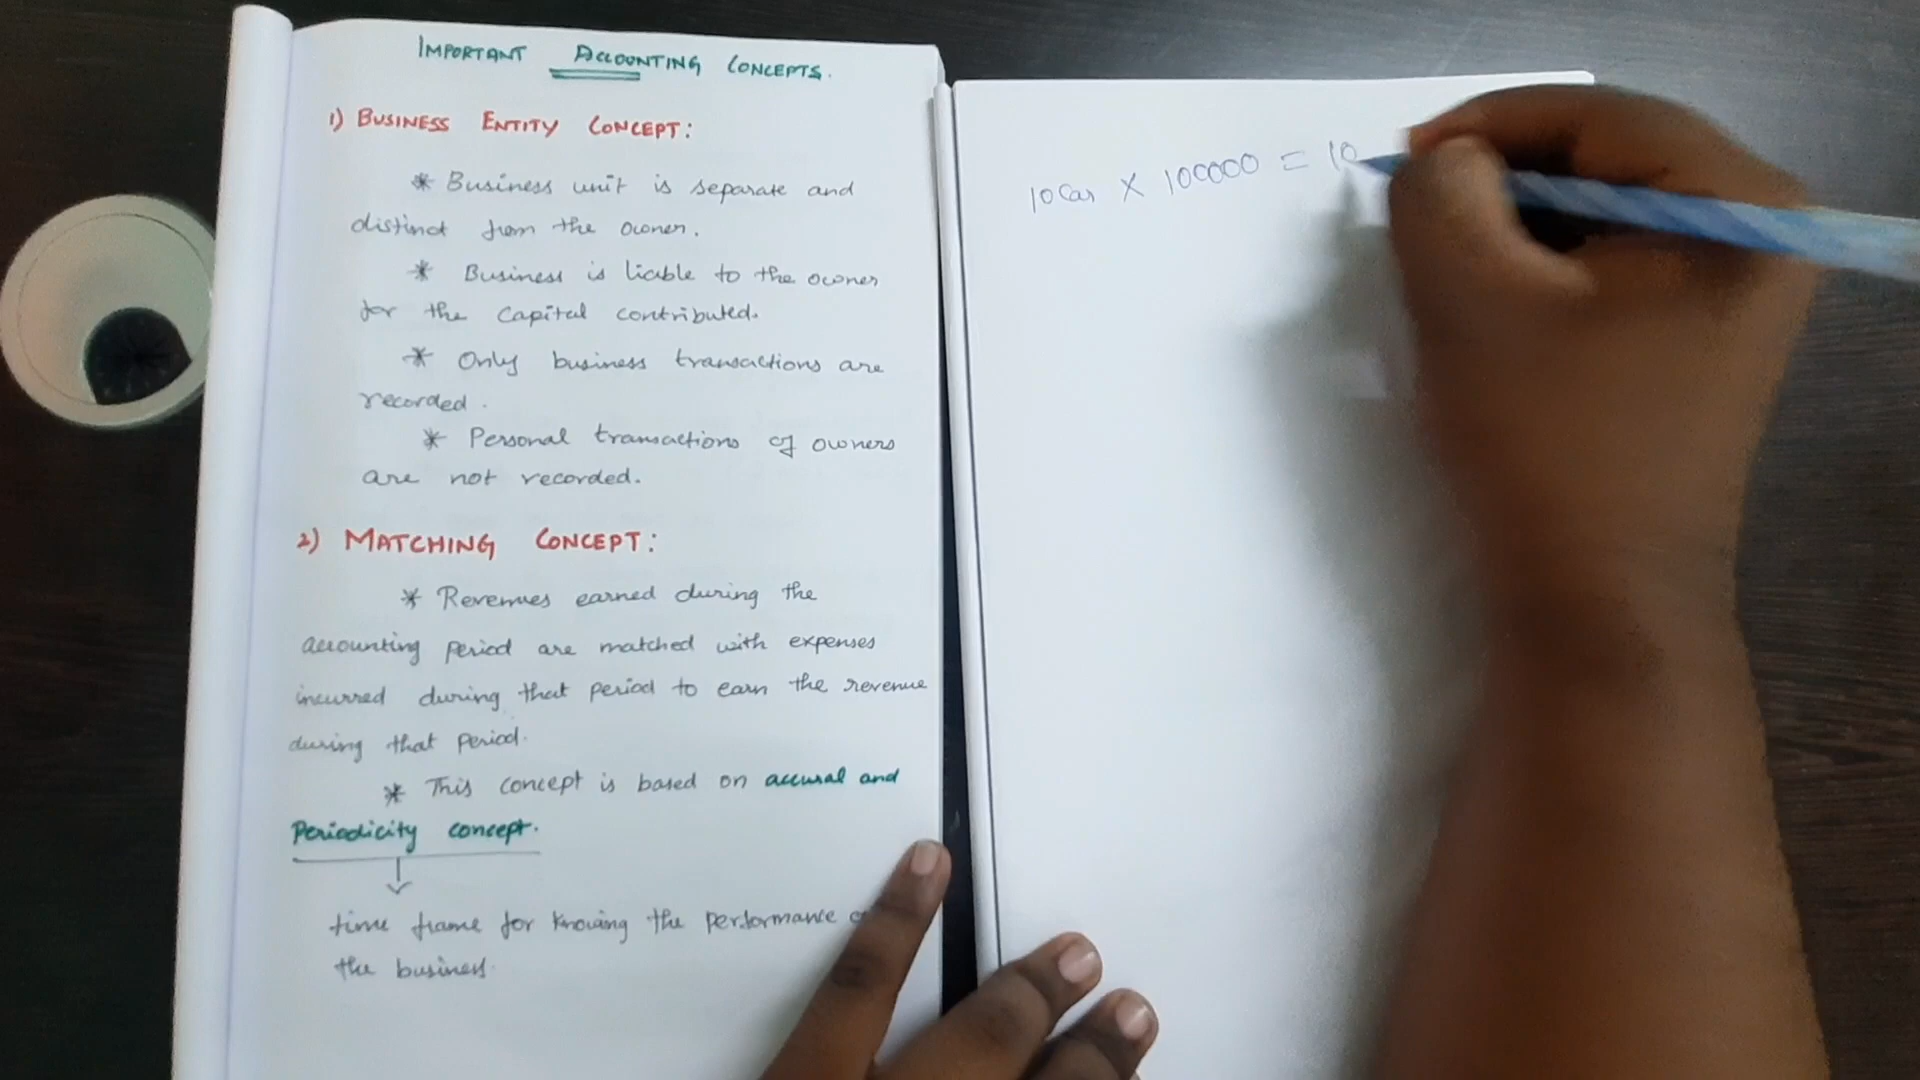 IMPORTANT ACCOUNTING CONCEPTS.
1) BUSINESS ENTITY CONCEPT:
* Business unit is separate and
distinct from the owner.
* Business is liable to the owner
for the capital contributed.
* Only business transactions are
recorded.
* Personal transactions of owners
are not recorded.
2) MATCHING CONCEPT:
* Revenues earned during the
accounting period are matched with expenses
incurred during that period to earn the revenue
during that period.
* This concept is based on accural and
Periodicity concept.
time frame for knowing the performance
the business.
10 Car X 100000 = 10